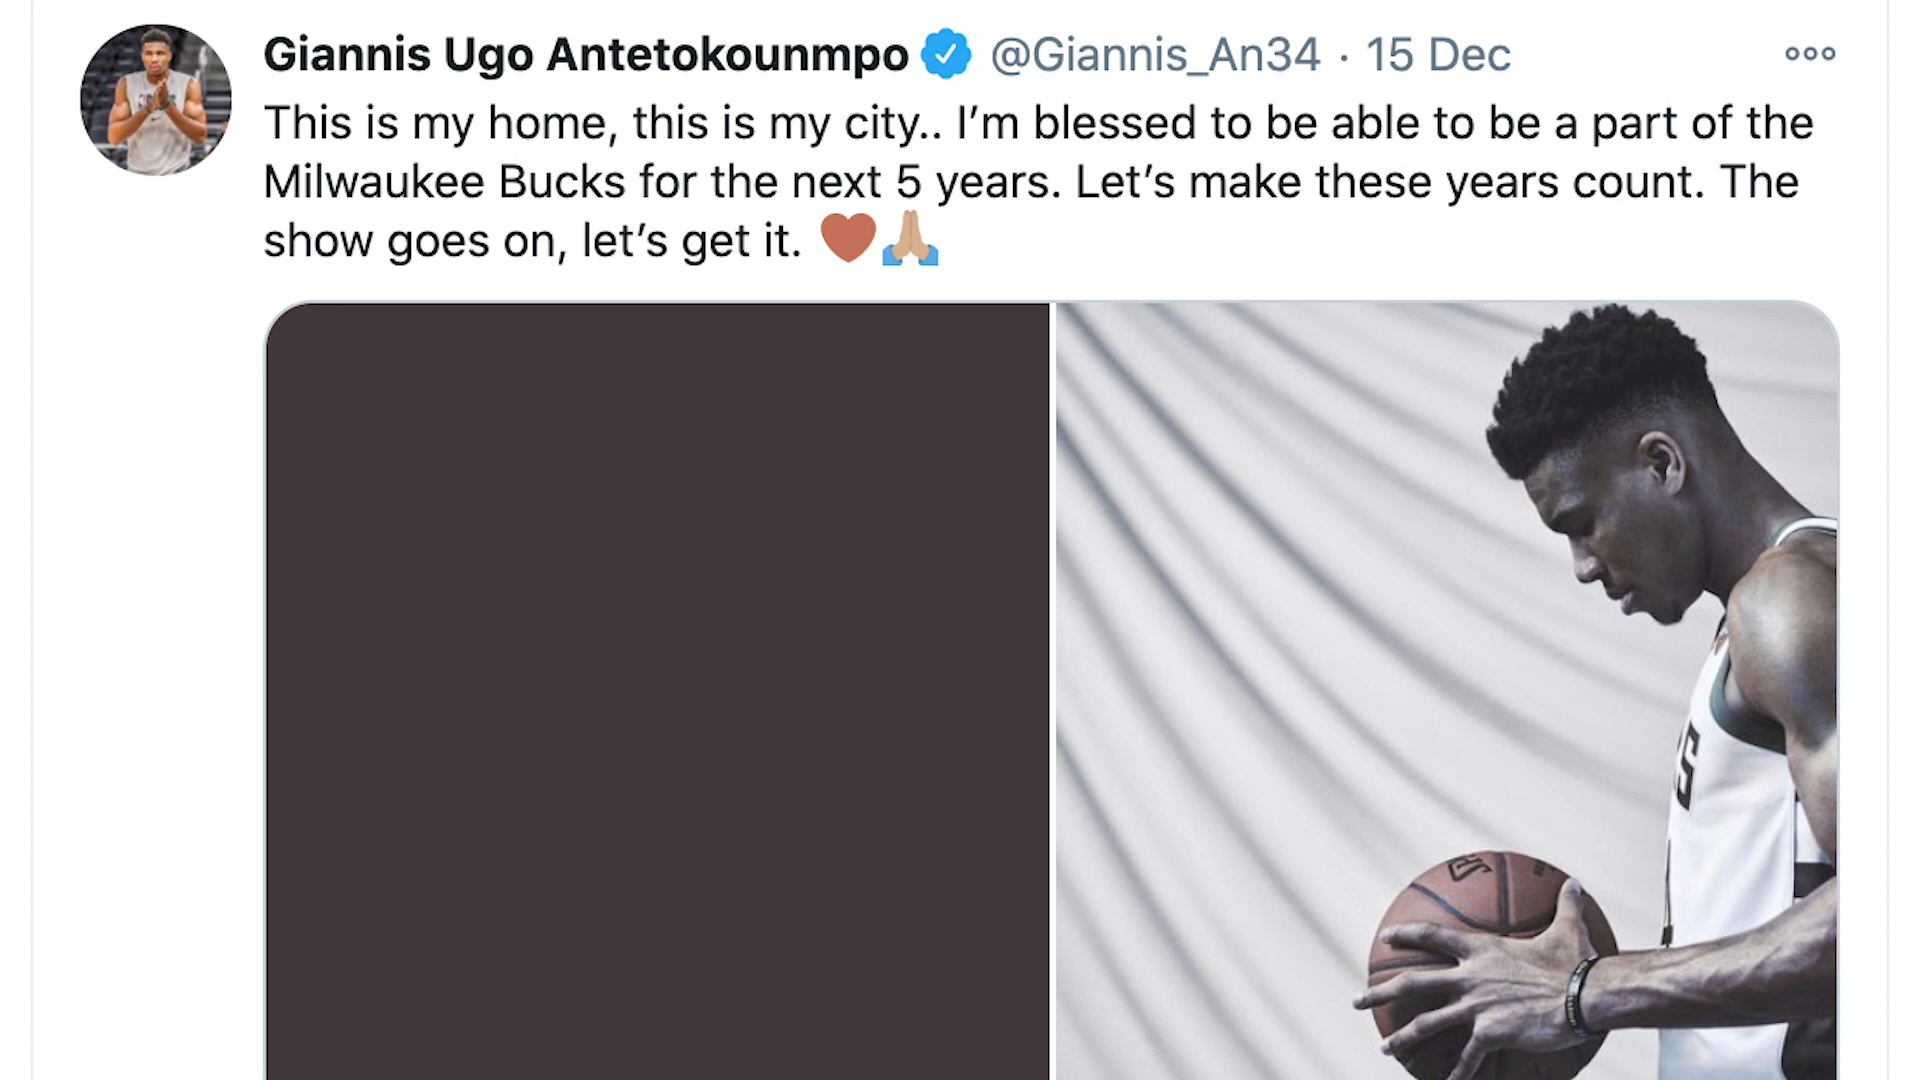 Giannis Ugo Antetokounmpo @Giannis_An34 · 15 Dec
This is my home, this is my city.. I’m blessed to be able to be a part of the
Milwaukee Bucks for the next 5 years. Let’s make these years count. The
show goes on, let’s get it. ❤️🙏🏼